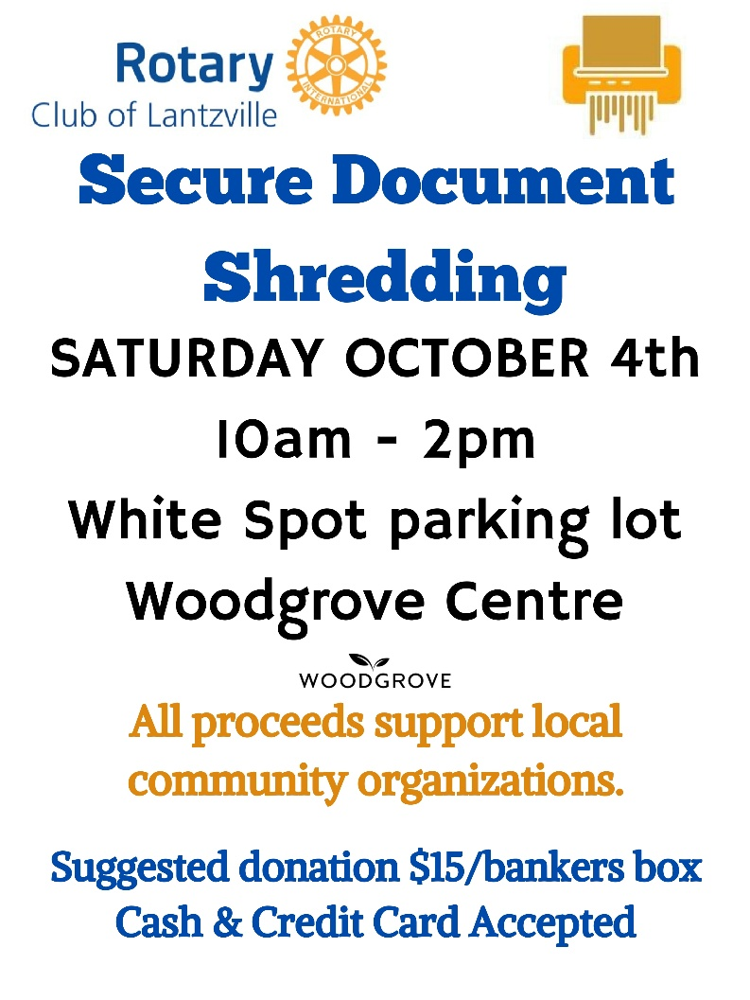 Rotary
Club of Lantzville
ROTARY
INTERNATIONAL
Secure Document
Shredding
SATURDAY OCTOBER 4th
10am - 2pm
White Spot parking lot
Woodgrove Centre
WOODGROVE
All proceeds support local
community organizations.
Suggested donation $15/bankers box
Cash & Credit Card Accepted